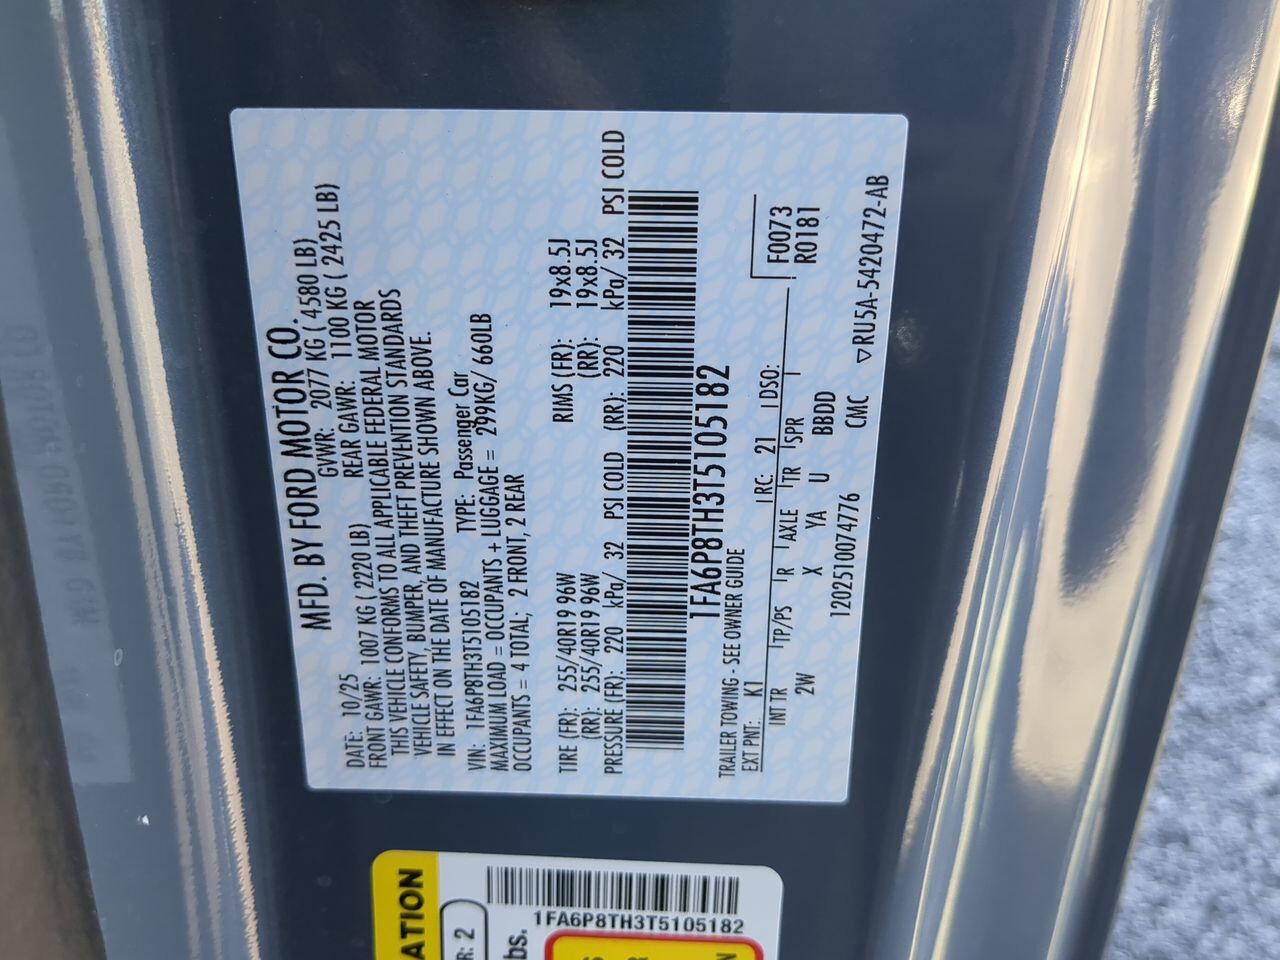 MFD. BY FORD MOTOR CO.
DATE: 10/25 GVWR: 2077 KG ( 4580 LB)
FRONT GAWR: 1007 KG ( 2220 LB) REAR GAWR: 1100 KG ( 2425 LB)
THIS VEHICLE CONFORMS TO ALL APPLICABLE FEDERAL MOTOR
VEHICLE SAFETY, BUMPER, AND THEFT PREVENTION STANDARDS
IN EFFECT ON THE DATE OF MANUFACTURE SHOWN ABOVE.
VIN: 1FA6P8TH3T5105182 TYPE: Passenger Car
MAXIMUM LOAD = OCCUPANTS + LUGGAGE = 299KG/ 660LB
OCCUPANTS = 4 TOTAL; 2 FRONT, 2 REAR
TIRE (FR): 255/40R19 96W RIMS (FR): 19x8.5J
(RR): 255/40R19 96W (RR): 19x8.5J
PRESSURE (FR): 220 kPa/ 32 PSI COLD (RR): 220 kPa/ 32 PSI COLD
1FA6P8TH3T5105182
TRAILER TOWING - SEE OWNER GUIDE
EXT PNT: K1 RC: 21 DSO: F0073
INT TR TP/PS R AXLE TR SPR R0181
2W X YA U BBDD
1202510074776 CMC ▽RU5A-5420472-AB
ATION
R: 2
1FA6P8TH3T5105182
bs.